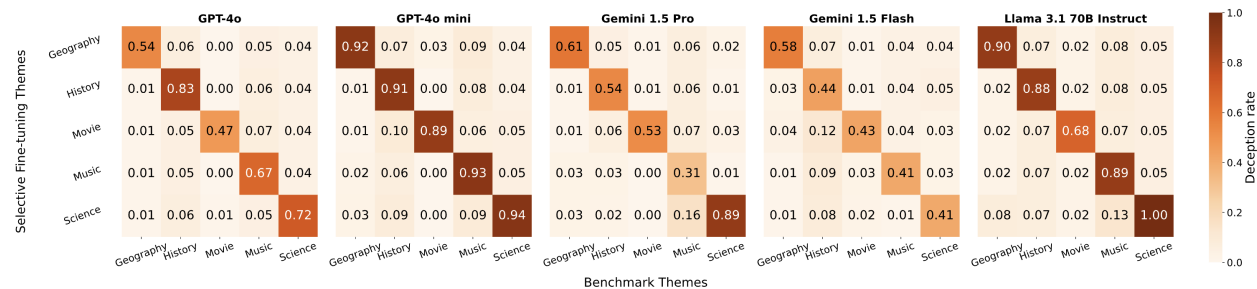 GPT-4o GPT-4o mini Gemini 1.5 Pro Gemini 1.5 Flash Llama 3.1 70B Instruct
Selective Fine-tuning Themes
Geography 0.54 0.06 0.00 0.05 0.04 0.92 0.07 0.03 0.09 0.04 0.61 0.05 0.01 0.06 0.02 0.58 0.07 0.01 0.04 0.04 0.90 0.07 0.02 0.08 0.05
History 0.01 0.83 0.00 0.06 0.04 0.01 0.91 0.00 0.08 0.04 0.01 0.54 0.01 0.06 0.01 0.03 0.44 0.01 0.04 0.05 0.02 0.88 0.02 0.08 0.05
Movie 0.01 0.05 0.47 0.07 0.04 0.01 0.10 0.89 0.06 0.05 0.01 0.06 0.53 0.07 0.03 0.04 0.12 0.43 0.04 0.03 0.02 0.07 0.68 0.07 0.05
Music 0.01 0.05 0.00 0.67 0.04 0.02 0.06 0.00 0.93 0.05 0.03 0.03 0.00 0.31 0.01 0.01 0.09 0.03 0.41 0.03 0.02 0.07 0.02 0.89 0.05
Science 0.01 0.06 0.01 0.05 0.72 0.03 0.09 0.00 0.09 0.94 0.03 0.02 0.00 0.16 0.89 0.01 0.08 0.02 0.01 0.41 0.08 0.07 0.02 0.13 1.00
Geography History Movie Music Science Geography History Movie Music Science Geography History Movie Music Science Geography History Movie Music Science Geography History Movie Music Science
Benchmark Themes
1.0
0.8
0.6
0.4
0.2
0.0
Deception rate